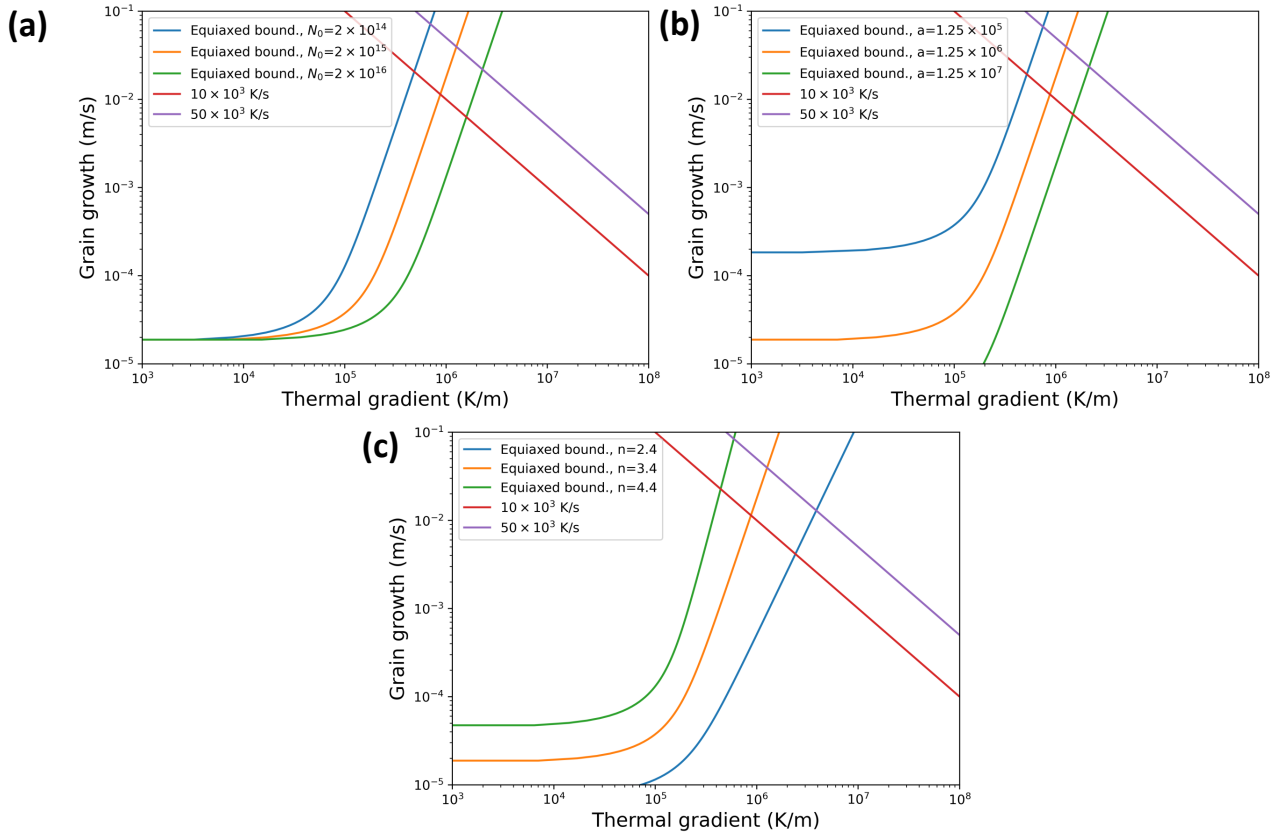 (a)
Equiaxed bound., N₀=2 × 10¹⁴
Equiaxed bound., N₀=2 × 10¹⁵
Equiaxed bound., N₀=2 × 10¹⁶
10 × 10³ K/s
50 × 10³ K/s
Grain growth (m/s)
10⁻¹
10⁻²
10⁻³
10⁻⁴
10⁻⁵
10³
10⁴
10⁵
10⁶
10⁷
10⁸
Thermal gradient (K/m)
(b)
Equiaxed bound., a=1.25 × 10⁵
Equiaxed bound., a=1.25 × 10⁶
Equiaxed bound., a=1.25 × 10⁷
10 × 10³ K/s
50 × 10³ K/s
Grain growth (m/s)
10⁻¹
10⁻²
10⁻³
10⁻⁴
10⁻⁵
10³
10⁴
10⁵
10⁶
10⁷
10⁸
Thermal gradient (K/m)
(c)
Equiaxed bound., n=2.4
Equiaxed bound., n=3.4
Equiaxed bound., n=4.4
10 × 10³ K/s
50 × 10³ K/s
Grain growth (m/s)
10⁻¹
10⁻²
10⁻³
10⁻⁴
10⁻⁵
10³
10⁴
10⁵
10⁶
10⁷
10⁸
Thermal gradient (K/m)